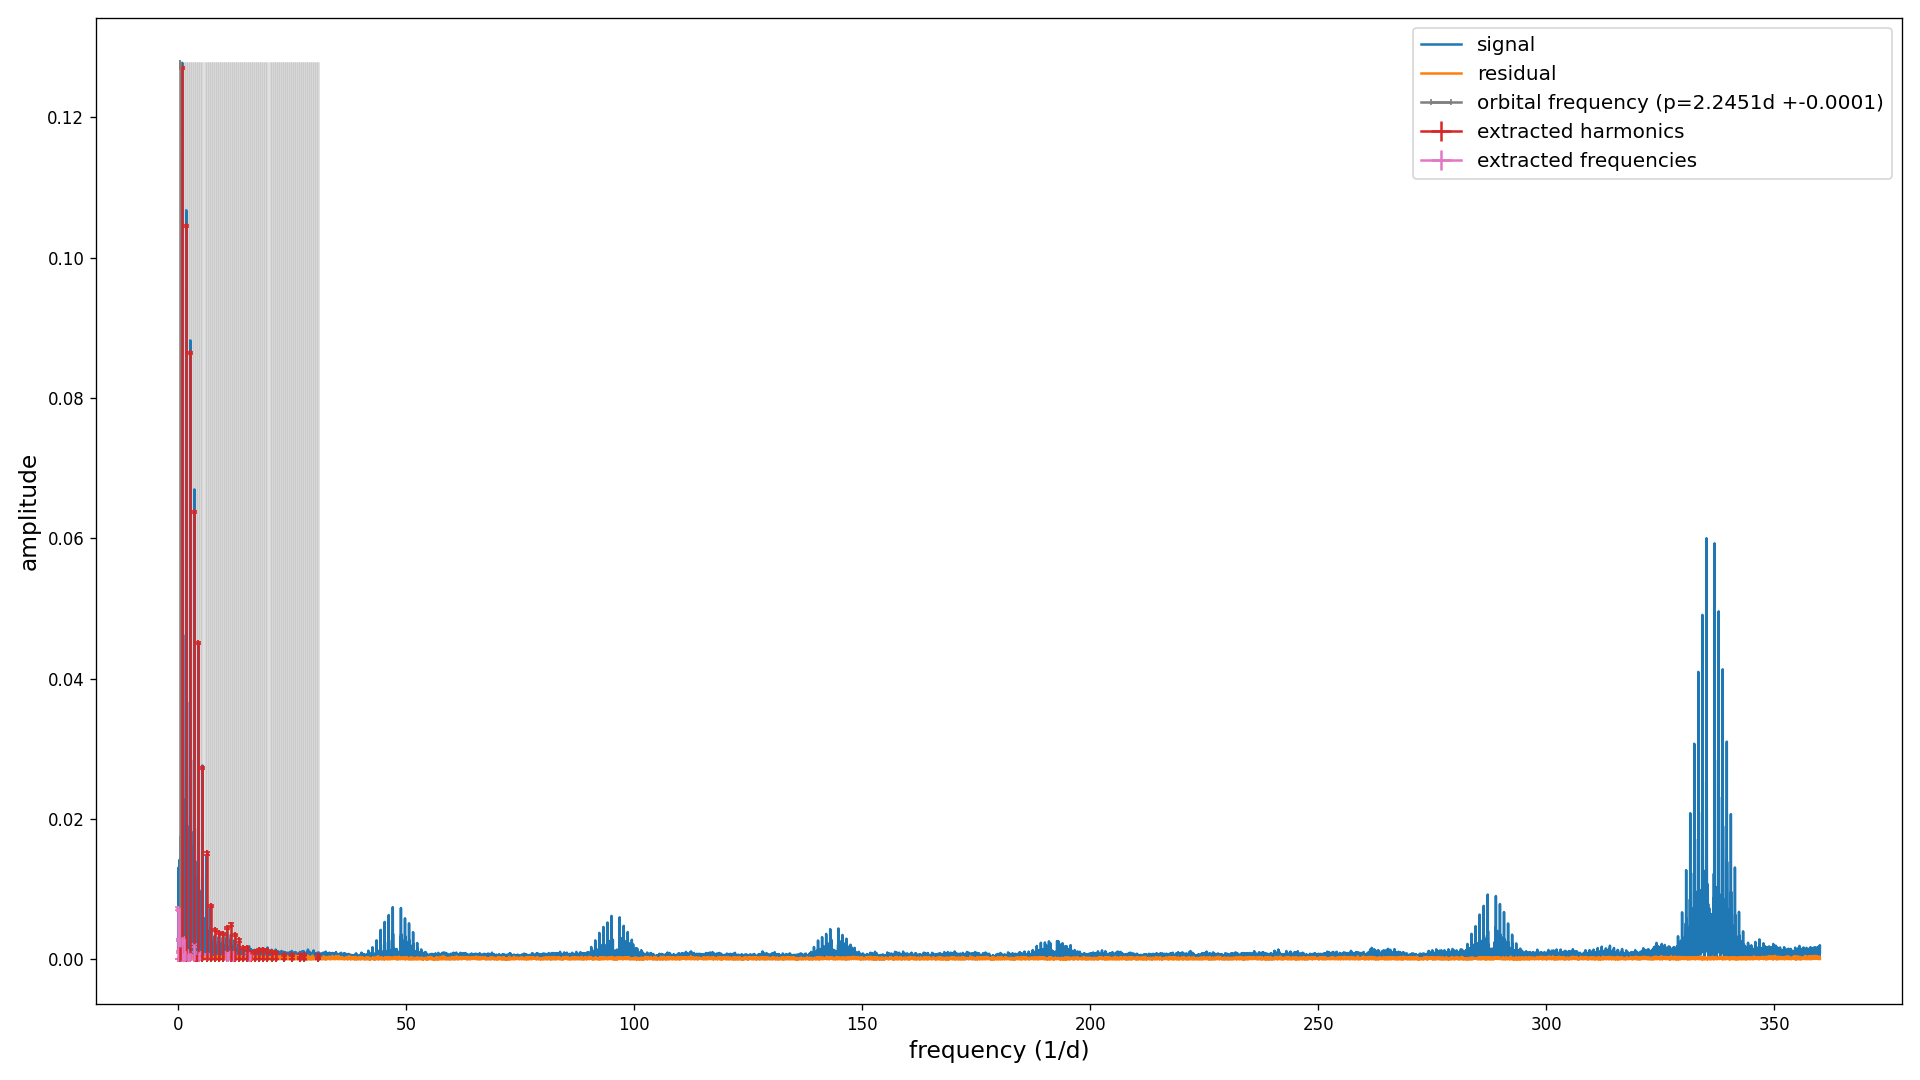 signal
residual
orbital frequency (p=2.2451d +-0.0001)
extracted harmonics
extracted frequencies
amplitude
0.12
0.10
0.08
0.06
0.04
0.02
0.00
0 50 100 150 200 250 300 350
frequency (1/d)